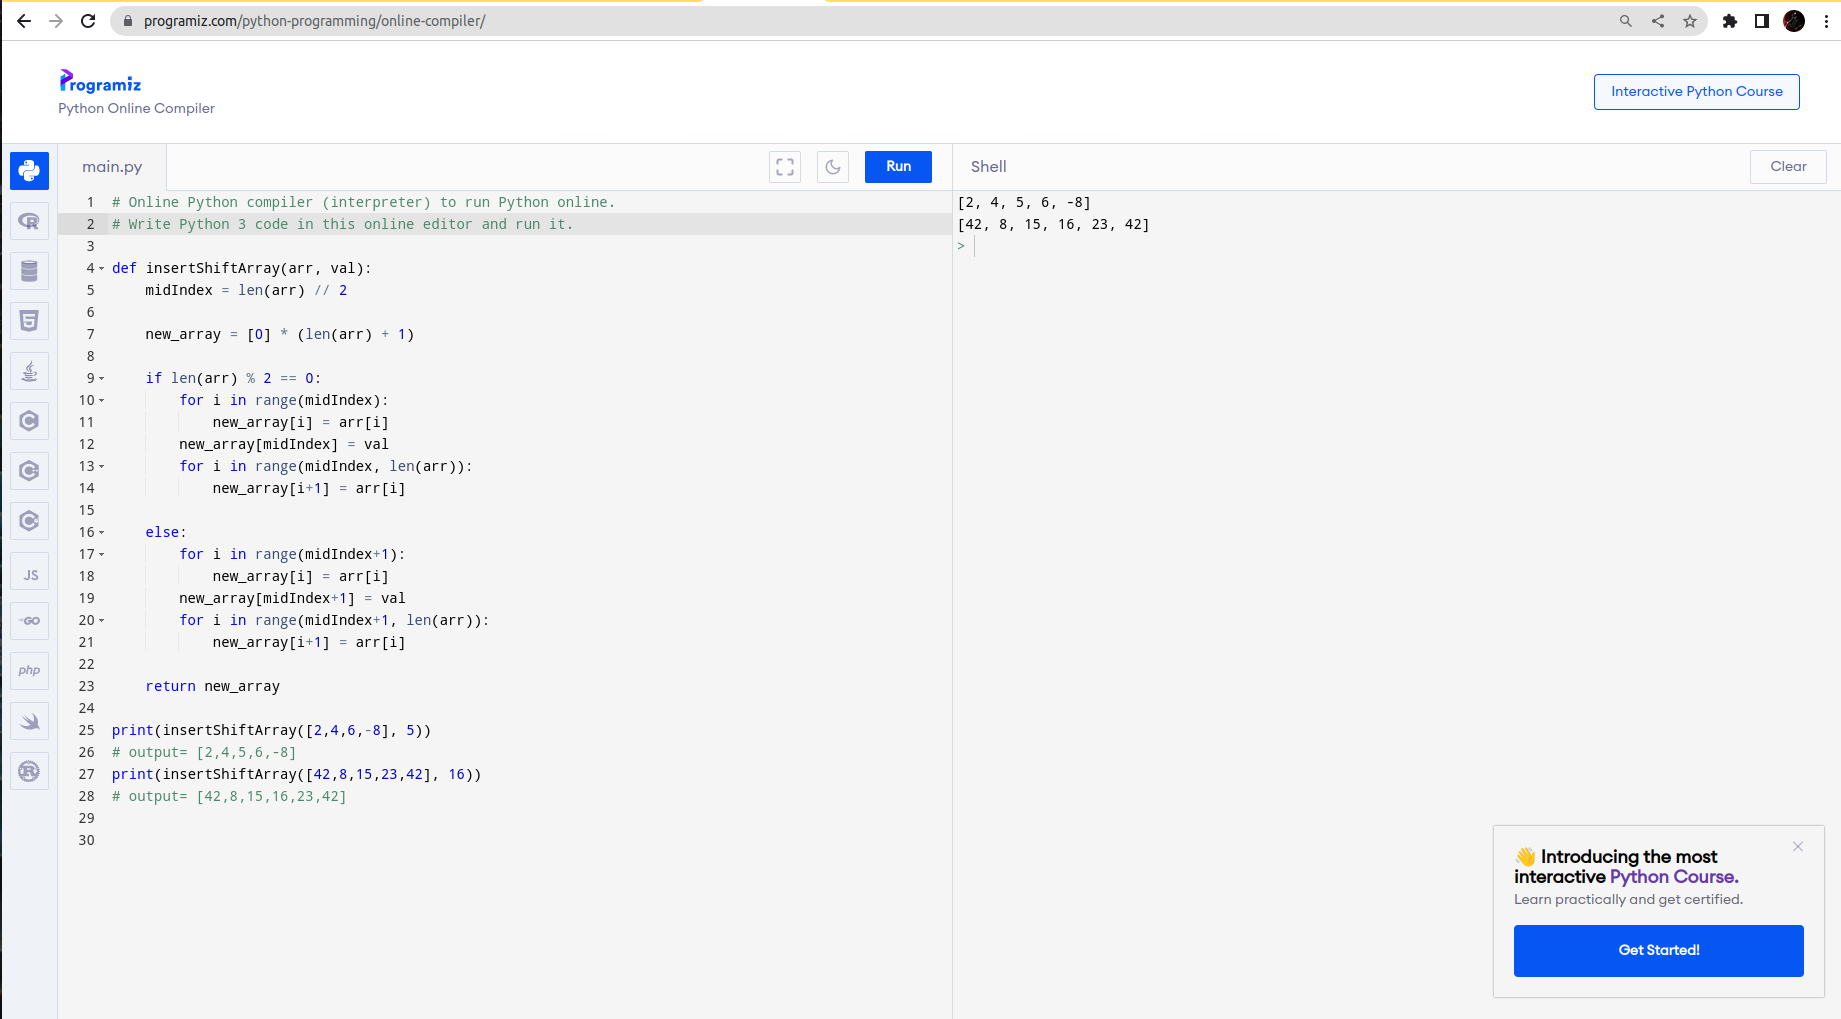 programiz.com/python-programming/online-compiler/
Programiz
Python Online Compiler
Interactive Python Course
main.py
Run
Shell
Clear
1 # Online Python compiler (interpreter) to run Python online.
2 # Write Python 3 code in this online editor and run it.
3
4 def insertShiftArray(arr, val):
5     midIndex = len(arr) // 2
6
7     new_array = [0] * (len(arr) + 1)
8
9     if len(arr) % 2 == 0:
10         for i in range(midIndex):
11             new_array[i] = arr[i]
12         new_array[midIndex] = val
13         for i in range(midIndex, len(arr)):
14             new_array[i+1] = arr[i]
15
16     else:
17         for i in range(midIndex+1):
18             new_array[i] = arr[i]
19         new_array[midIndex+1] = val
20         for i in range(midIndex+1, len(arr)):
21             new_array[i+1] = arr[i]
22
23     return new_array
24
25 print(insertShiftArray([2,4,6,-8], 5))
26 # output= [2,4,5,6,-8]
27 print(insertShiftArray([42,8,15,23,42], 16))
28 # output= [42,8,15,16,23,42]
29
30
[2, 4, 5, 6, -8]
[42, 8, 15, 16, 23, 42]
>
R
5
C
C
C
JS
GO
php
R
👋 Introducing the most
interactive Python Course.
Learn practically and get certified.
Get Started!